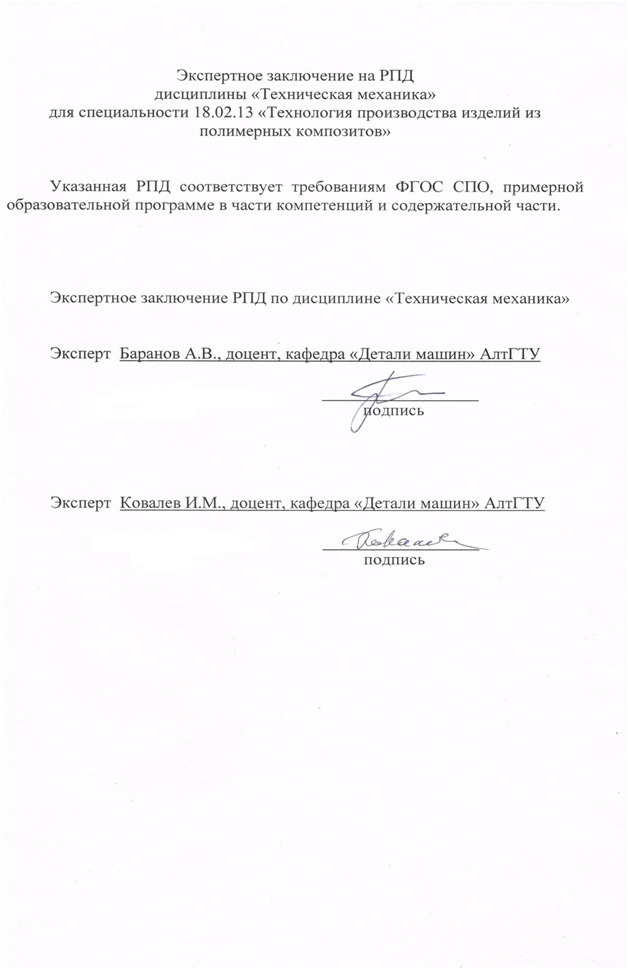 Экспертное заключение на РПД
дисциплины «Техническая механика»
для специальности 18.02.13 «Технология производства изделий из
полимерных композитов»
Указанная РПД соответствует требованиям ФГОС СПО, примерной
образовательной программе в части компетенций и содержательной части.
Экспертное заключение РПД по дисциплине «Техническая механика»
Эксперт Баранов А.В., доцент, кафедра «Детали машин» АлтГТУ
подпись
Эксперт Ковалев И.М., доцент, кафедра «Детали машин» АлтГТУ
подпись